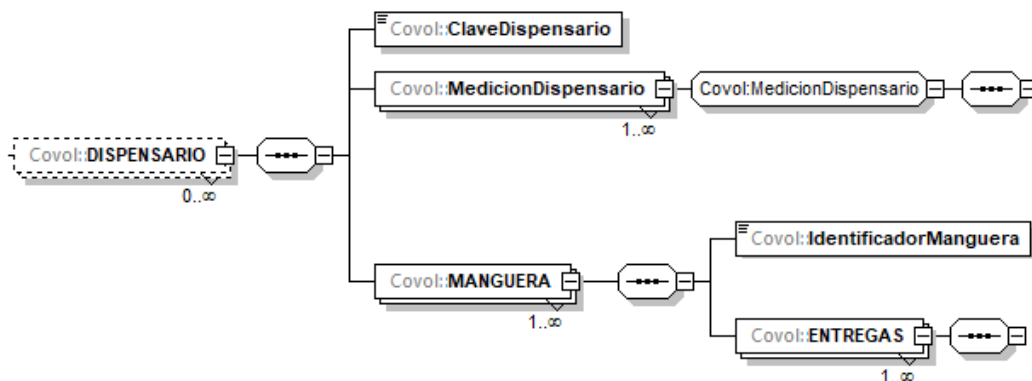 Covol::ClaveDispensario
Covol::MedicionDispensario
1..∞
Covol:MedicionDispensario
Covol::DISPENSARIO
0..∞
Covol::IdentificadorManguera
Covol::MANGUERA
1..∞
Covol::ENTREGAS
1..∞